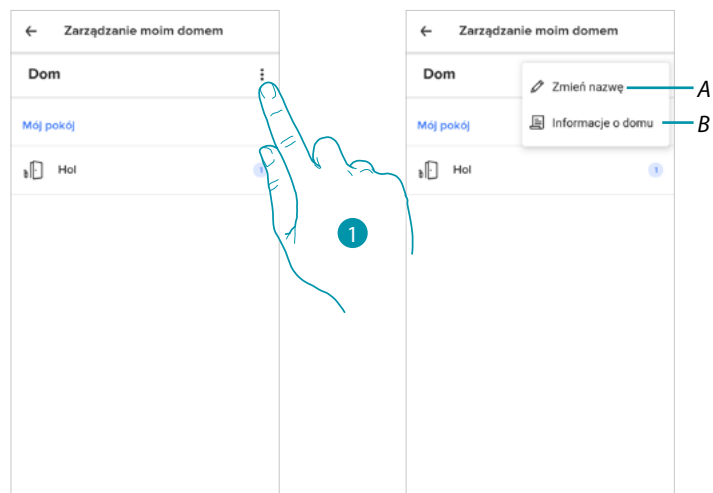 Zarządzanie moim domem
Dom
Mój pokój
Hol
1
1
Zarządzanie moim domem
Dom
Zmień nazwę
A
Informacje o domu
B
Mój pokój
Hol
1